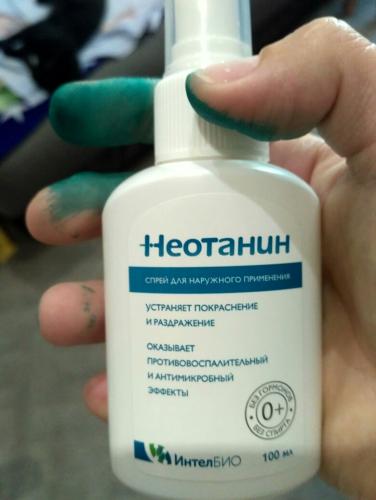 Неотанин
СПРЕЙ ДЛЯ НАРУЖНОГО ПРИМЕНЕНИЯ
УСТРАНЯЕТ ПОКРАСНЕНИЕ
И РАЗДРАЖЕНИЕ
ОКАЗЫВАЕТ
ПРОТИВОВОСПАЛИТЕЛЬНЫЙ
И АНТИМИКРОБНЫЙ
ЭФФЕКТЫ
БЕЗ ГОРМОНОВ
0+
БЕЗ СПИРТА
ИнтелБИО
100 мл